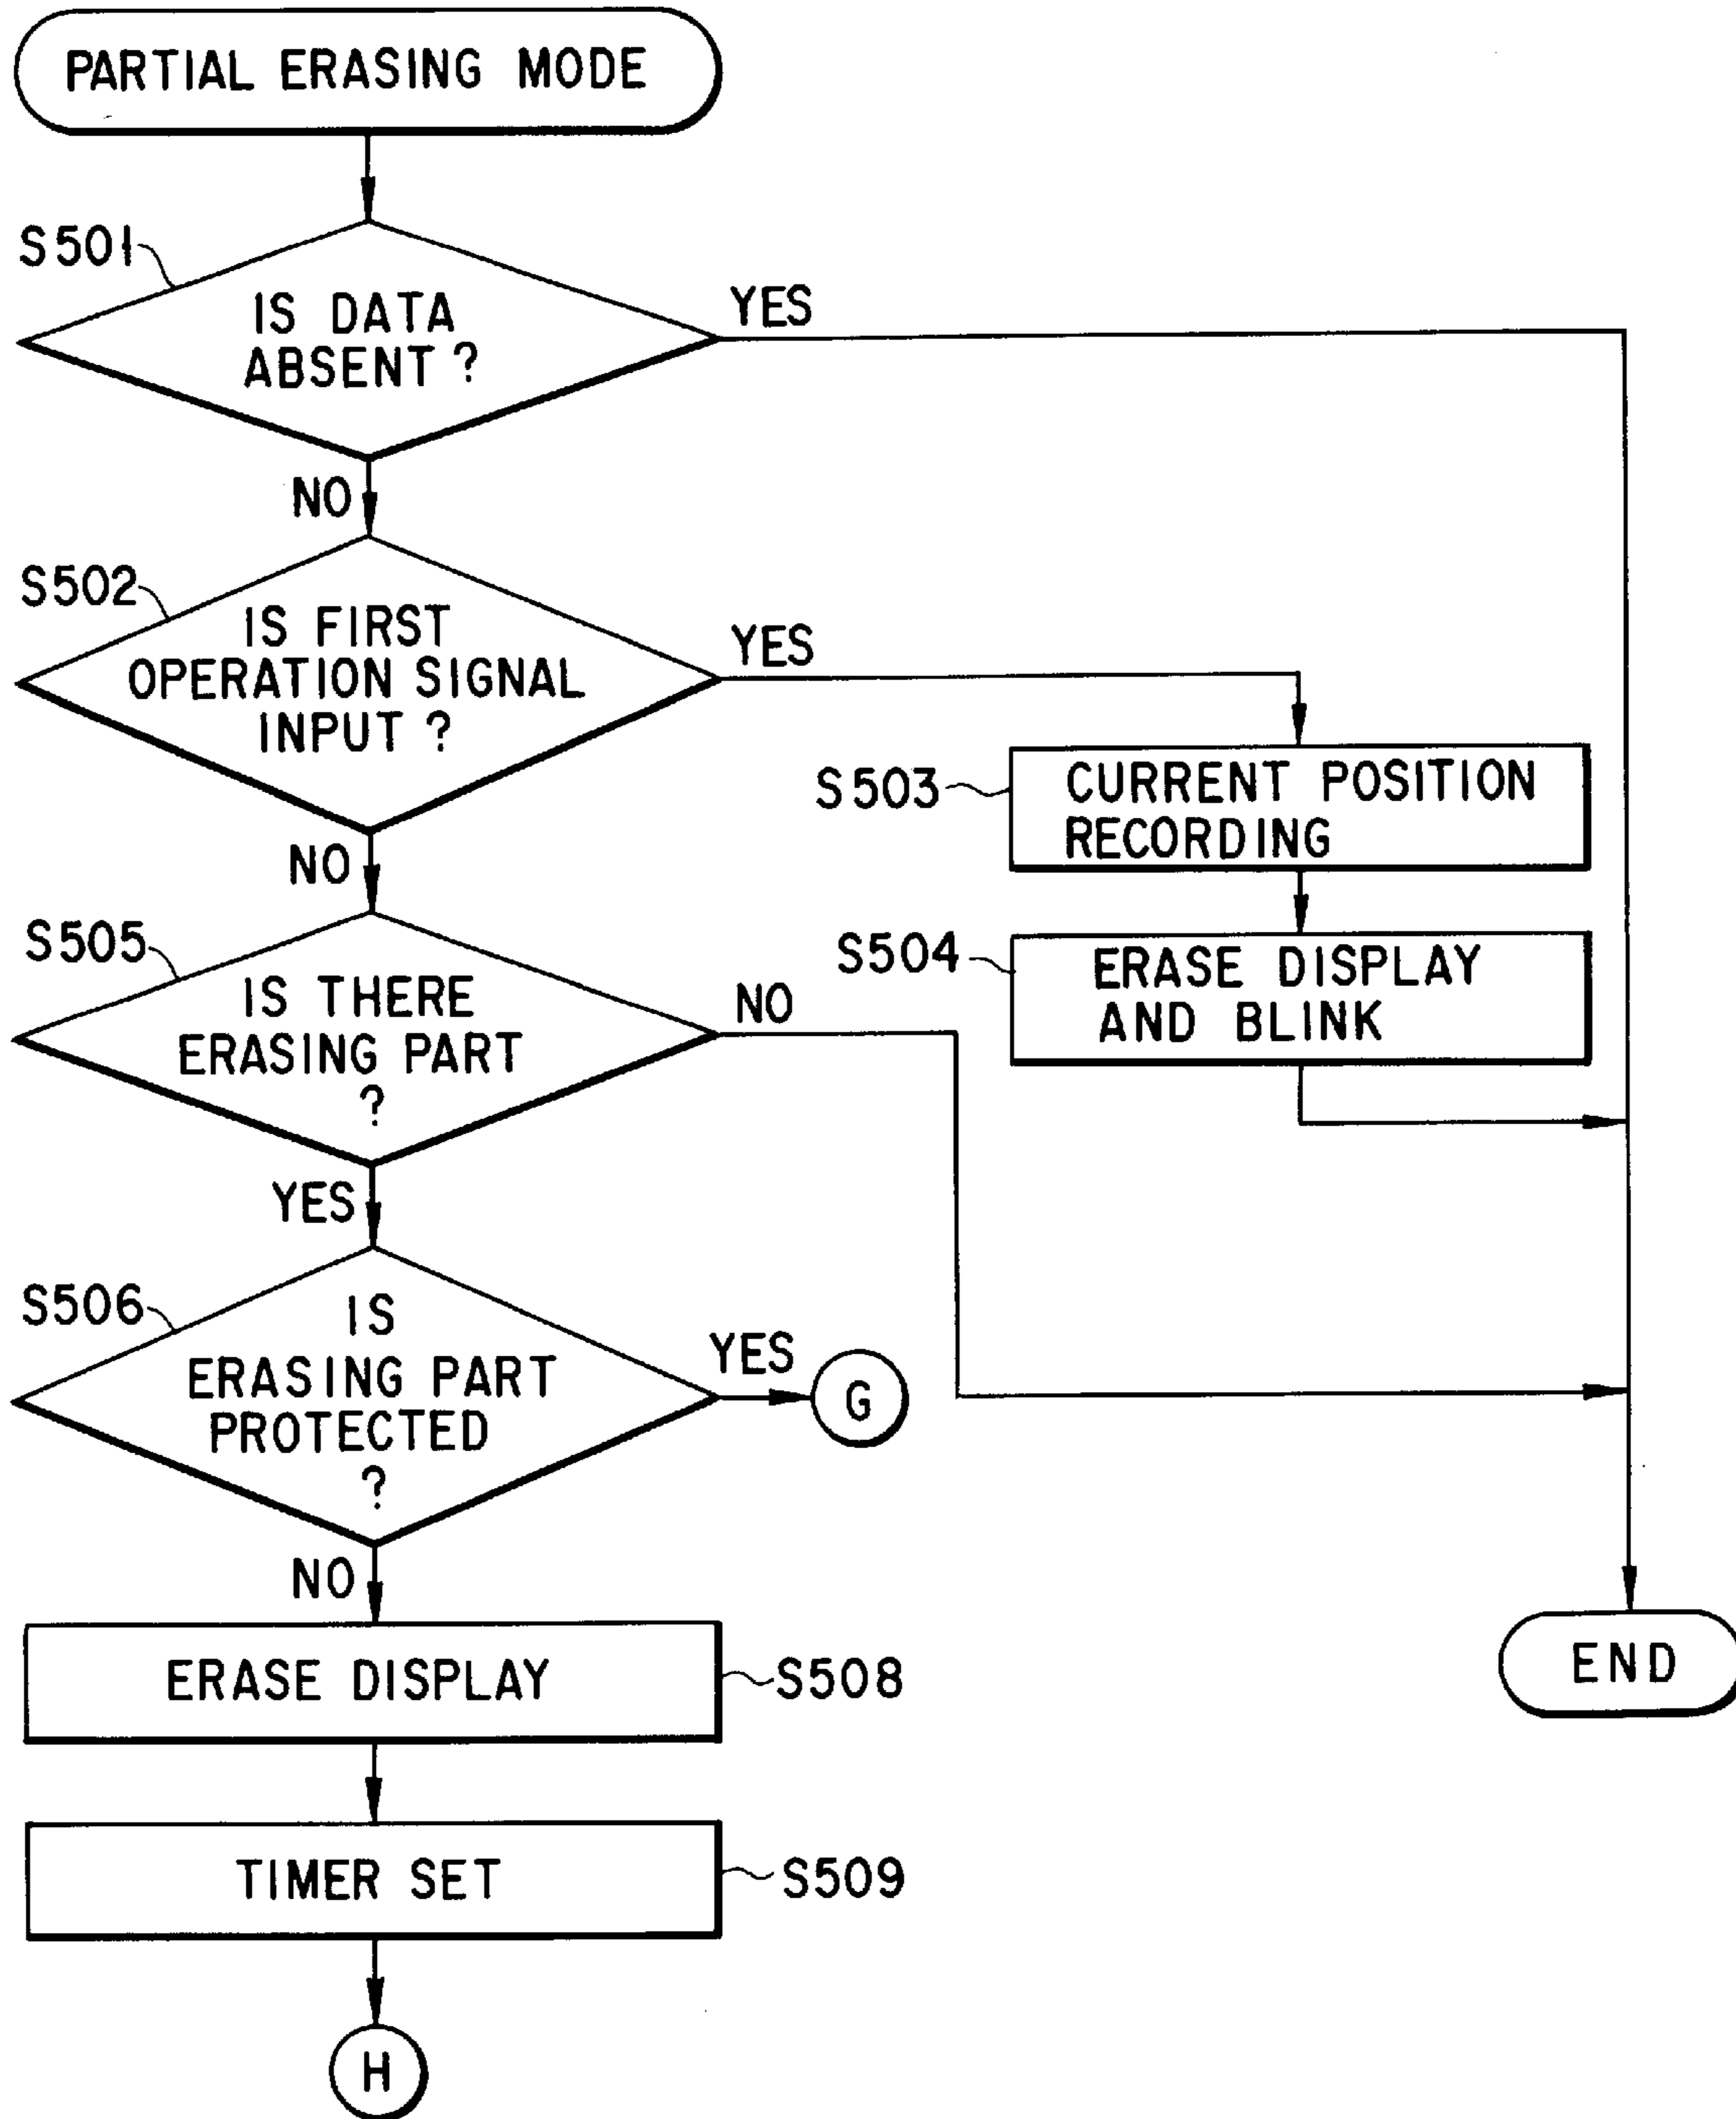 PARTIAL ERASING MODE
S501
IS DATA
ABSENT ?
YES
NO
S502
IS FIRST
OPERATION SIGNAL
INPUT ?
YES
NO
S503
CURRENT POSITION
RECORDING
S504
ERASE DISPLAY
AND BLINK
S505
IS THERE
ERASING PART
?
NO
YES
S506
IS
ERASING PART
PROTECTED
?
YES
G
NO
ERASE DISPLAY
S508
END
TIMER SET
S509
H